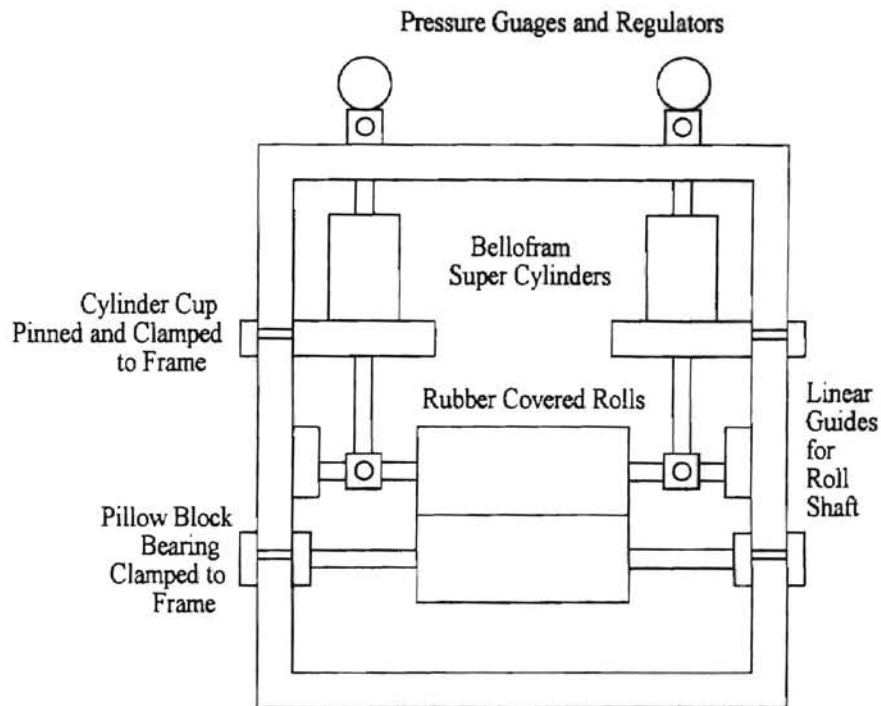 Pressure Guages and Regulators
Bellofram
Super Cylinders
Cylinder Cup
Pinned and Clamped
to Frame
Rubber Covered Rolls
Linear
Guides
for
Roll
Shaft
Pillow Block
Bearing
Clamped to
Frame